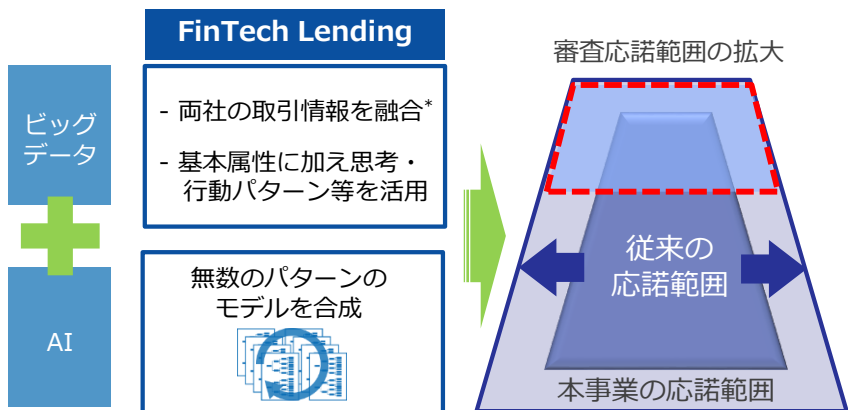 FinTech Lending
審査応諾範囲の拡大
ビッグ
データ
- 両社の取引情報を融合*
- 基本属性に加え思考・
行動パターン等を活用
従来の
応諾範囲
無数のパターンの
モデルを合成
AI
本事業の応諾範囲